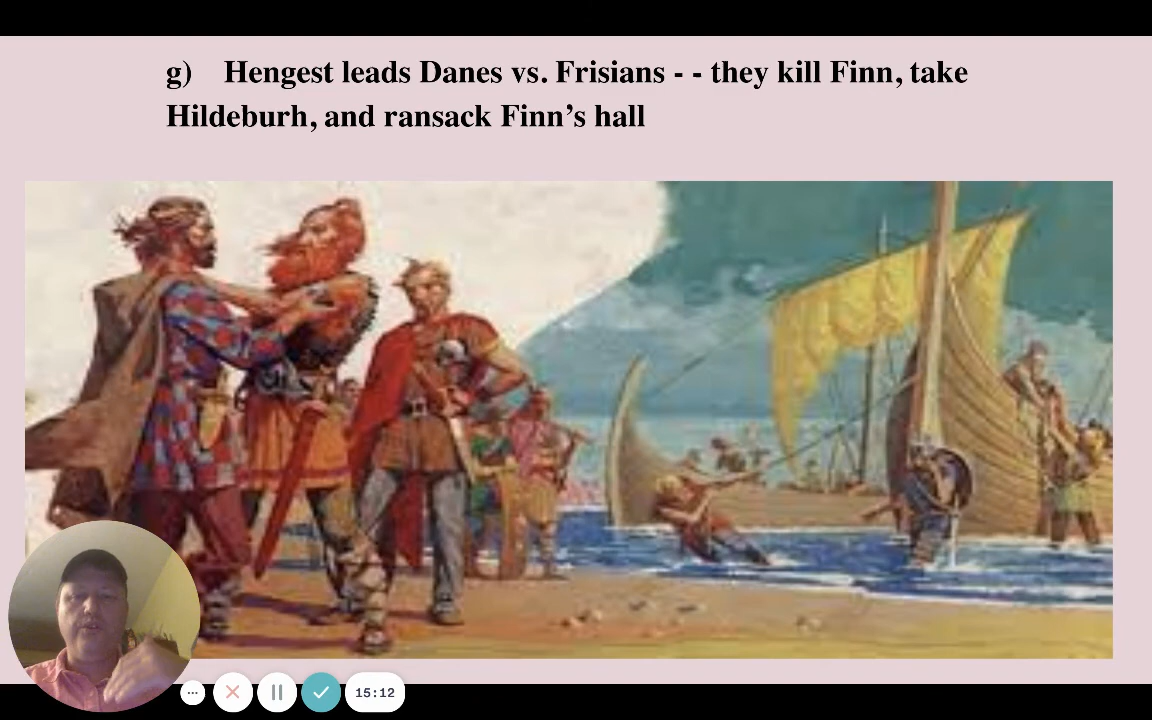 g) Hengest leads Danes vs. Frisians - - they kill Finn, take
Hildeburh, and ransack Finn’s hall
15:12